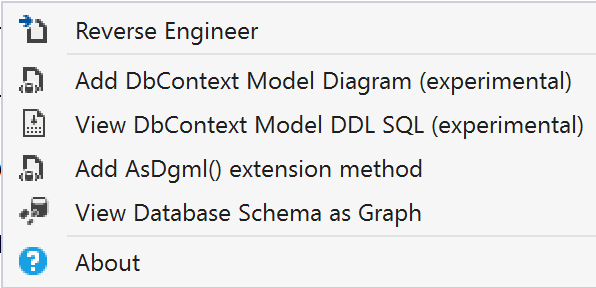 Reverse Engineer
Add DbContext Model Diagram (experimental)
View DbContext Model DDL SQL (experimental)
Add AsDgml() extension method
View Database Schema as Graph
About